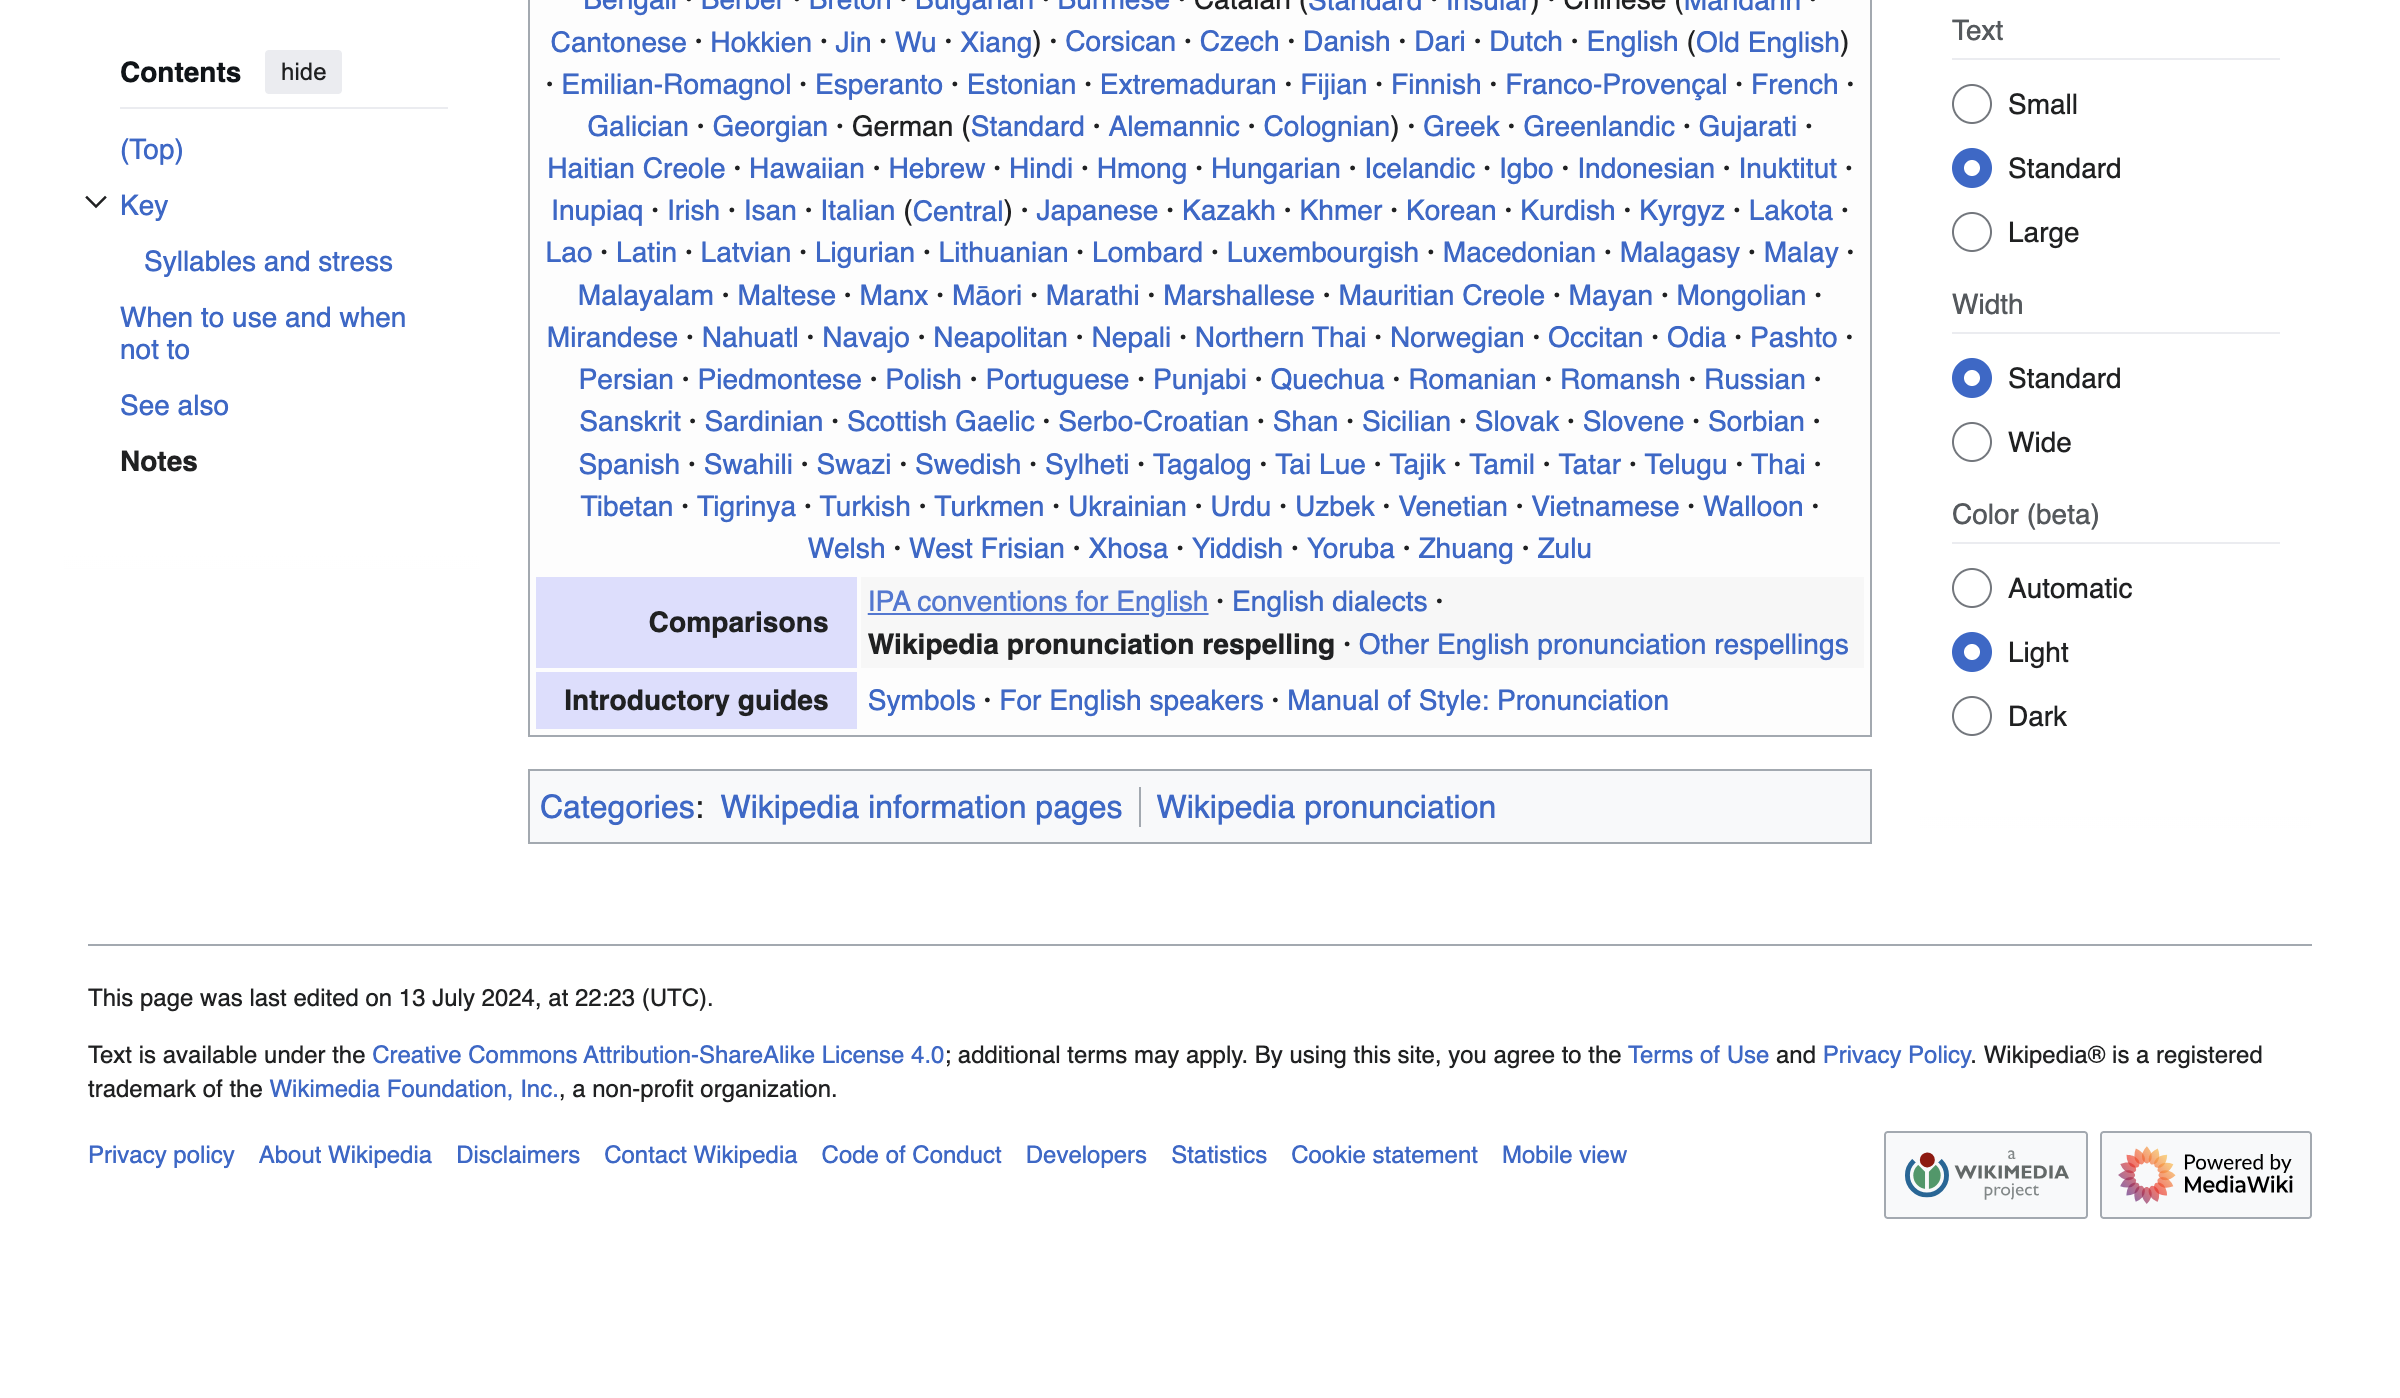 Contents hide
(Top)
Key
Syllables and stress
When to use and when
not to
See also
Notes
Bengali · Berber · Breton · Bulgarian · Burmese · Catalan (Standard · Insular) · Chinese (Mandarin ·
Cantonese · Hokkien · Jin · Wu · Xiang) · Corsican · Czech · Danish · Dari · Dutch · English (Old English)
· Emilian-Romagnol · Esperanto · Estonian · Extremaduran · Fijian · Finnish · Franco-Provençal · French ·
Galician · Georgian · German (Standard · Alemannic · Colognian) · Greek · Greenlandic · Gujarati ·
Haitian Creole · Hawaiian · Hebrew · Hindi · Hmong · Hungarian · Icelandic · Igbo · Indonesian · Inuktitut ·
Inupiaq · Irish · Isan · Italian (Central) · Japanese · Kazakh · Khmer · Korean · Kurdish · Kyrgyz · Lakota ·
Lao · Latin · Latvian · Ligurian · Lithuanian · Lombard · Luxembourgish · Macedonian · Malagasy · Malay ·
Malayalam · Maltese · Manx · Māori · Marathi · Marshallese · Mauritian Creole · Mayan · Mongolian ·
Mirandese · Nahuatl · Navajo · Neapolitan · Nepali · Northern Thai · Norwegian · Occitan · Odia · Pashto ·
Persian · Piedmontese · Polish · Portuguese · Punjabi · Quechua · Romanian · Romansh · Russian ·
Sanskrit · Sardinian · Scottish Gaelic · Serbo-Croatian · Shan · Sicilian · Slovak · Slovene · Sorbian ·
Spanish · Swahili · Swazi · Swedish · Sylheti · Tagalog · Tai Lue · Tajik · Tamil · Tatar · Telugu · Thai ·
Tibetan · Tigrinya · Turkish · Turkmen · Ukrainian · Urdu · Uzbek · Venetian · Vietnamese · Walloon ·
Welsh · West Frisian · Xhosa · Yiddish · Yoruba · Zhuang · Zulu
Comparisons
IPA conventions for English · English dialects ·
Wikipedia pronunciation respelling · Other English pronunciation respellings
Introductory guides
Symbols · For English speakers · Manual of Style: Pronunciation
Categories: Wikipedia information pages | Wikipedia pronunciation
Text
Small
Standard
Large
Width
Standard
Wide
Color (beta)
Automatic
Light
Dark
This page was last edited on 13 July 2024, at 22:23 (UTC).
Text is available under the Creative Commons Attribution-ShareAlike License 4.0; additional terms may apply. By using this site, you agree to the Terms of Use and Privacy Policy. Wikipedia® is a registered
trademark of the Wikimedia Foundation, Inc., a non-profit organization.
Privacy policy About Wikipedia Disclaimers Contact Wikipedia Code of Conduct Developers Statistics Cookie statement Mobile view
a
WIKIMEDIA
project
Powered by
MediaWiki